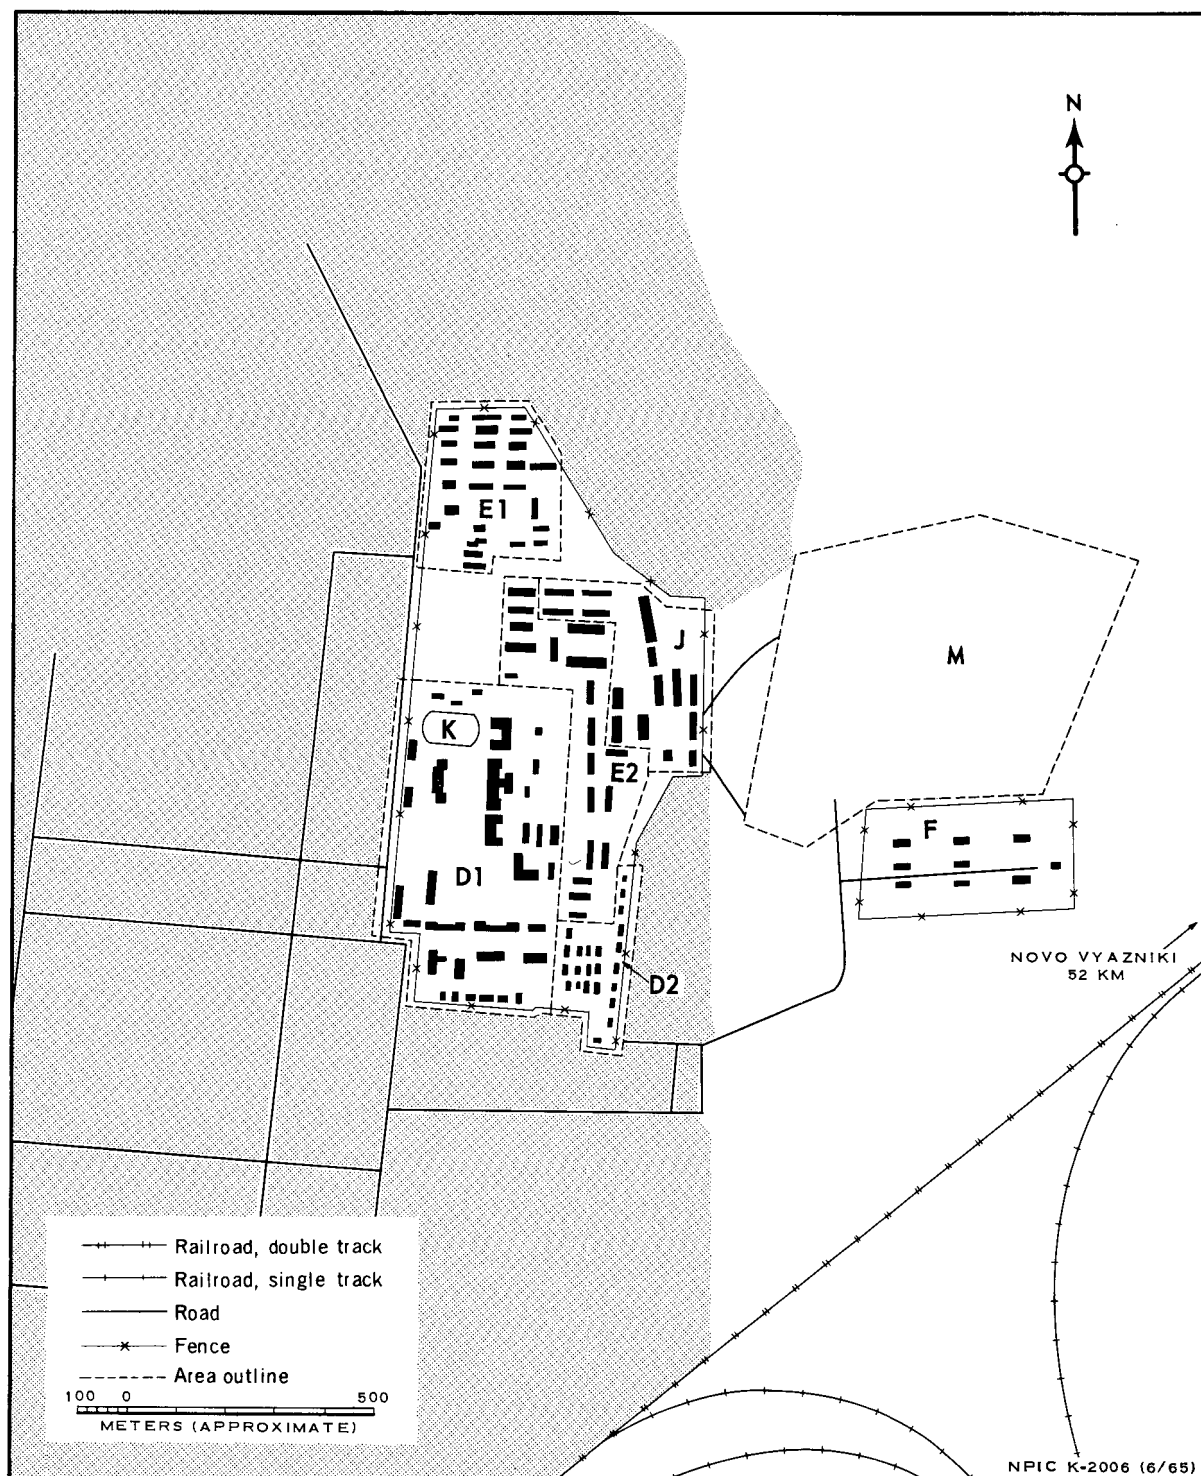 N
E1
J
M
K
E2
F
D1
NOVO VYAZNIKI
52 KM
D2
Railroad, double track
Railroad, single track
Road
Fence
Area outline
100 0 500
METERS (APPROXIMATE)
NPIC K-2006 (6/65)